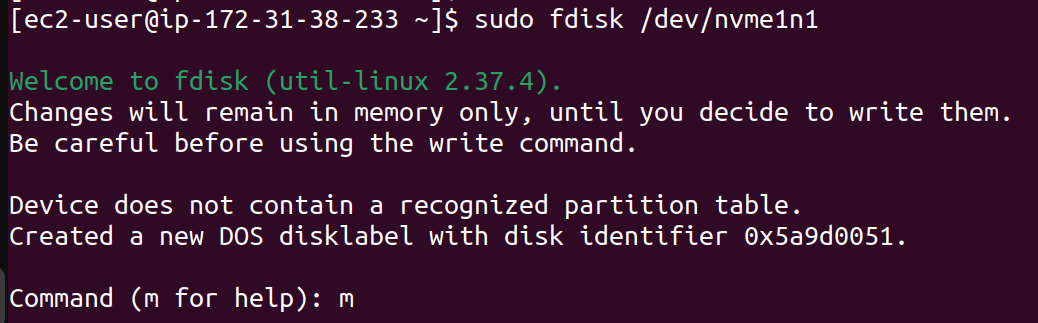 [ec2-user@ip-172-31-38-233 ~]$ sudo fdisk /dev/nvme1n1
Welcome to fdisk (util-linux 2.37.4).
Changes will remain in memory only, until you decide to write them.
Be careful before using the write command.
Device does not contain a recognized partition table.
Created a new DOS disklabel with disk identifier 0x5a9d0051.
Command (m for help): m